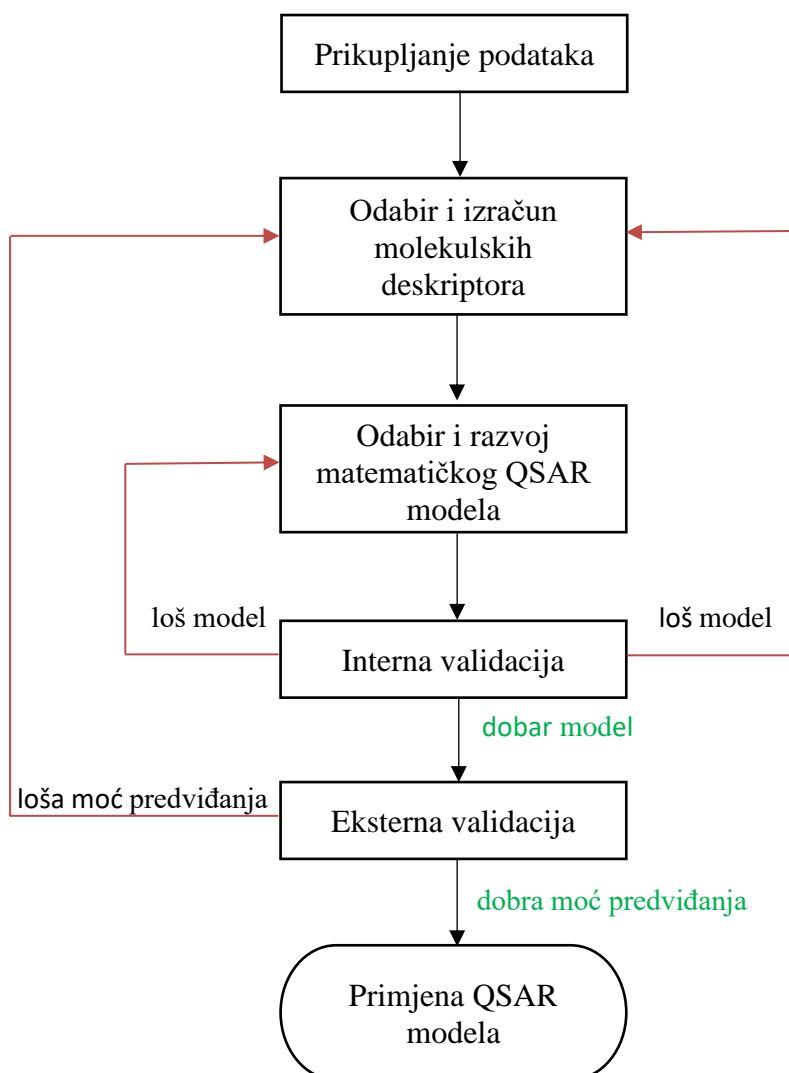 Prikupljanje podataka
Odabir i izračun
molekulskih
deskriptora
Odabir i razvoj
matematičkog QSAR
modela
loš model
loš model
Interna validacija
dobar model
loša moć predviđanja
Eksterna validacija
dobra moć predviđanja
Primjena QSAR
modela